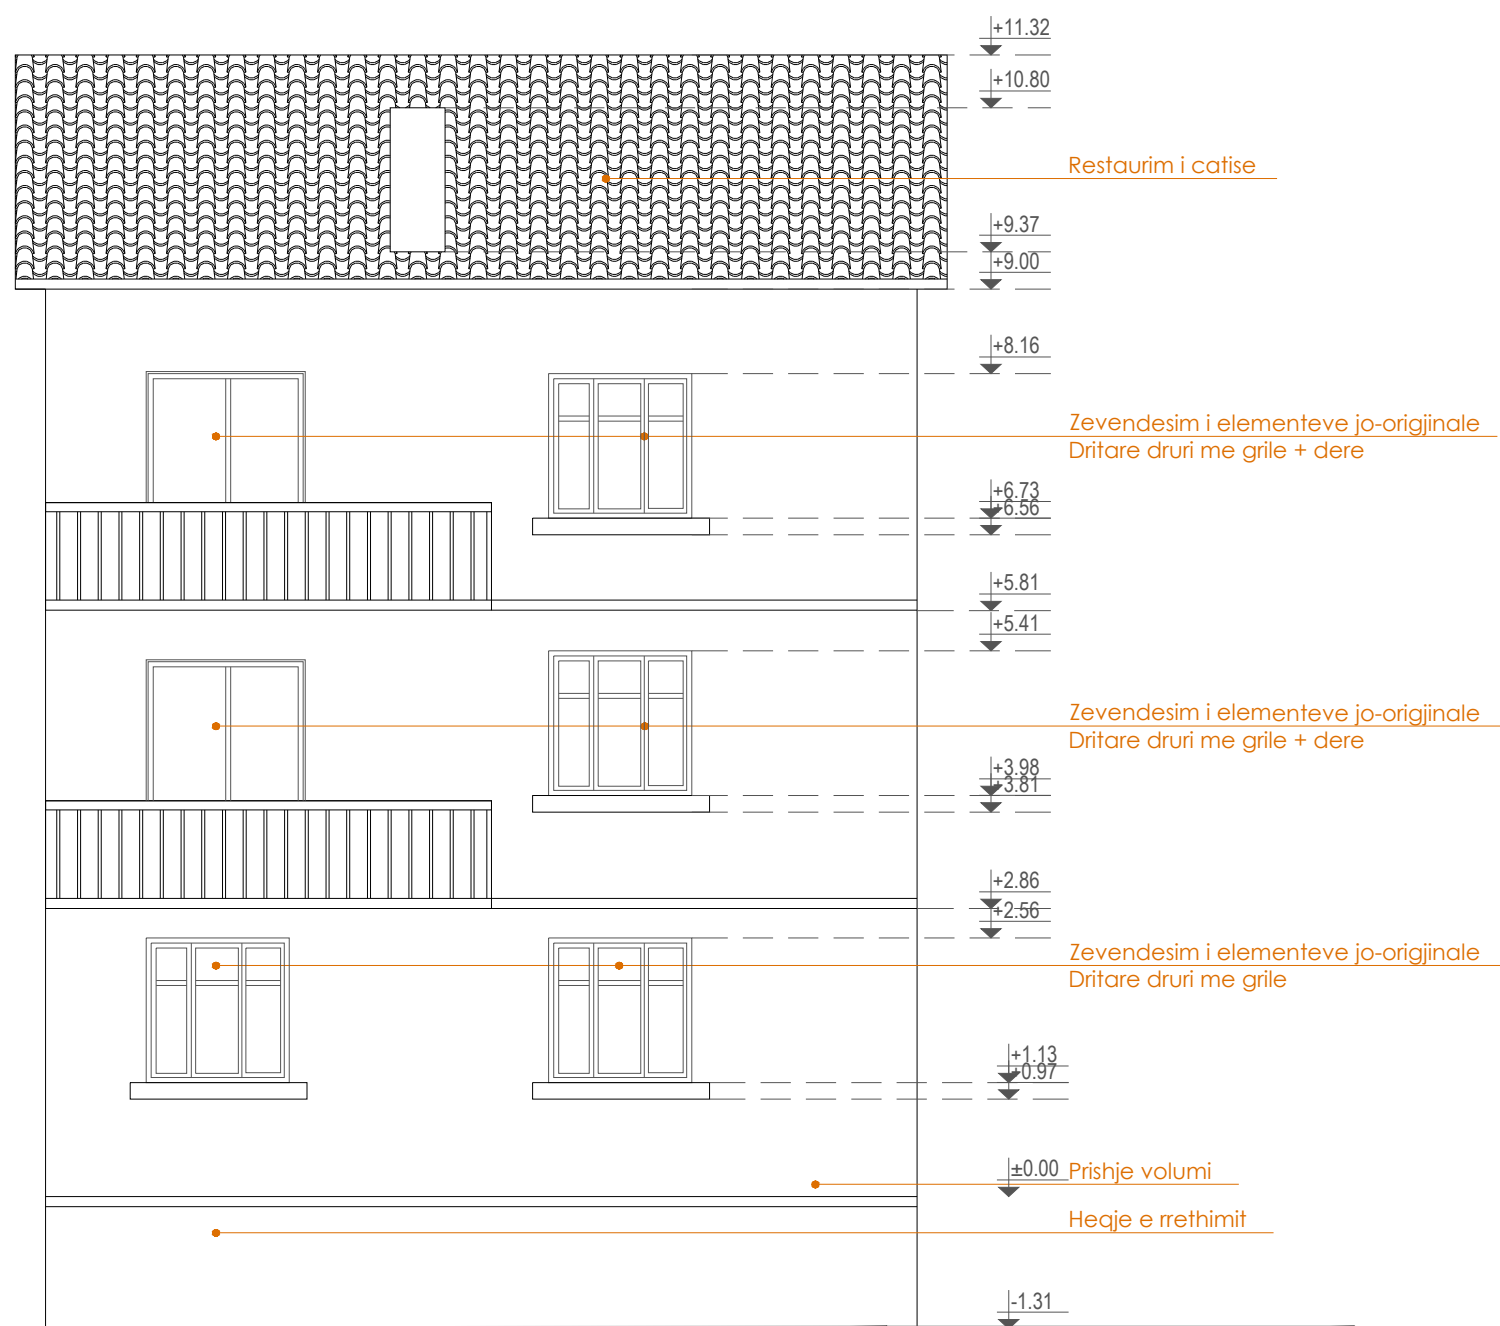 +11.32
+10.80
Restaurim i catise
+9.37
+9.00
+8.16
Zevendesim i elementeve jo-origjinale
Dritare druri me grile + dere
+6.73
+6.56
+5.81
+5.41
Zevendesim i elementeve jo-origjinale
Dritare druri me grile + dere
+3.98
+3.81
+2.86
+2.56
Zevendesim i elementeve jo-origjinale
Dritare druri me grile
+1.13
+0.97
±0.00
Prishje volumi
Heqje e rrethimit
-1.31